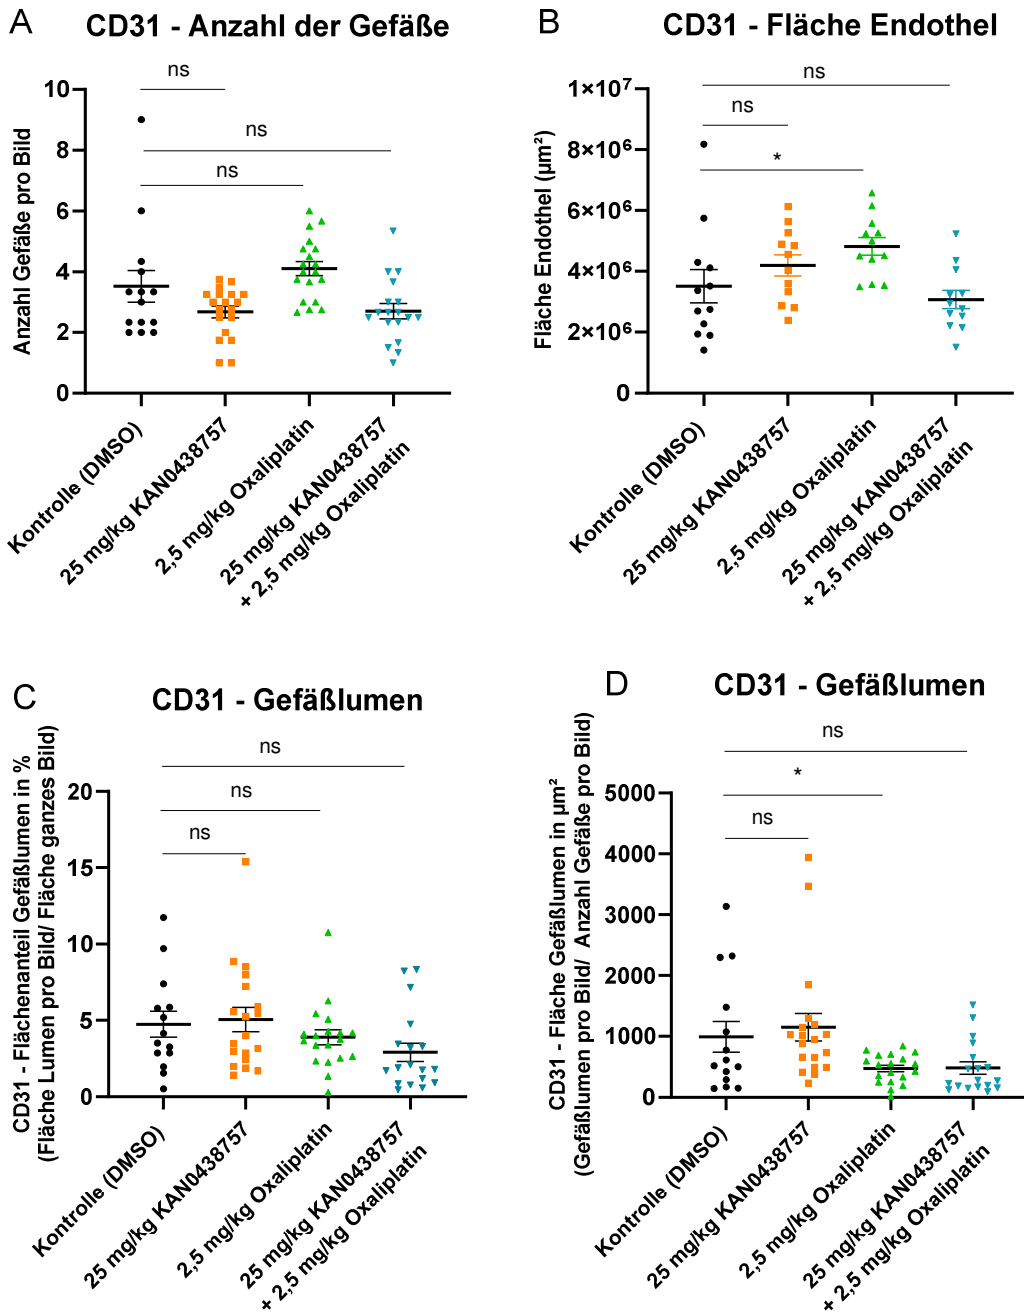 A
CD31 - Anzahl der Gefäße
Anzahl Gefäße pro Bild
10
8
6
4
2
0
ns
ns
ns
Kontrolle (DMSO)
25 mg/kg KAN0438757
2,5 mg/kg Oxaliplatin
25 mg/kg KAN0438757
+ 2,5 mg/kg Oxaliplatin
B
CD31 - Fläche Endothel
Fläche Endothel (µm²)
1×10⁷
8×10⁶
6×10⁶
4×10⁶
2×10⁶
0
ns
ns
*
Kontrolle (DMSO)
25 mg/kg KAN0438757
2,5 mg/kg Oxaliplatin
25 mg/kg KAN0438757
+ 2,5 mg/kg Oxaliplatin
C
CD31 - Gefäßlumen
CD31 - Flächenanteil Gefäßlumen in %
(Fläche Lumen pro Bild/ Fläche ganzes Bild)
20
15
10
5
0
ns
ns
ns
Kontrolle (DMSO)
25 mg/kg KAN0438757
2,5 mg/kg Oxaliplatin
25 mg/kg KAN0438757
+ 2,5 mg/kg Oxaliplatin
D
CD31 - Gefäßlumen
CD31 - Fläche Gefäßlumen in µm²
(Gefäßlumen pro Bild/ Anzahl Gefäße pro Bild)
5000
4000
3000
2000
1000
0
ns
*
ns
Kontrolle (DMSO)
25 mg/kg KAN0438757
2,5 mg/kg Oxaliplatin
25 mg/kg KAN0438757
+ 2,5 mg/kg Oxaliplatin